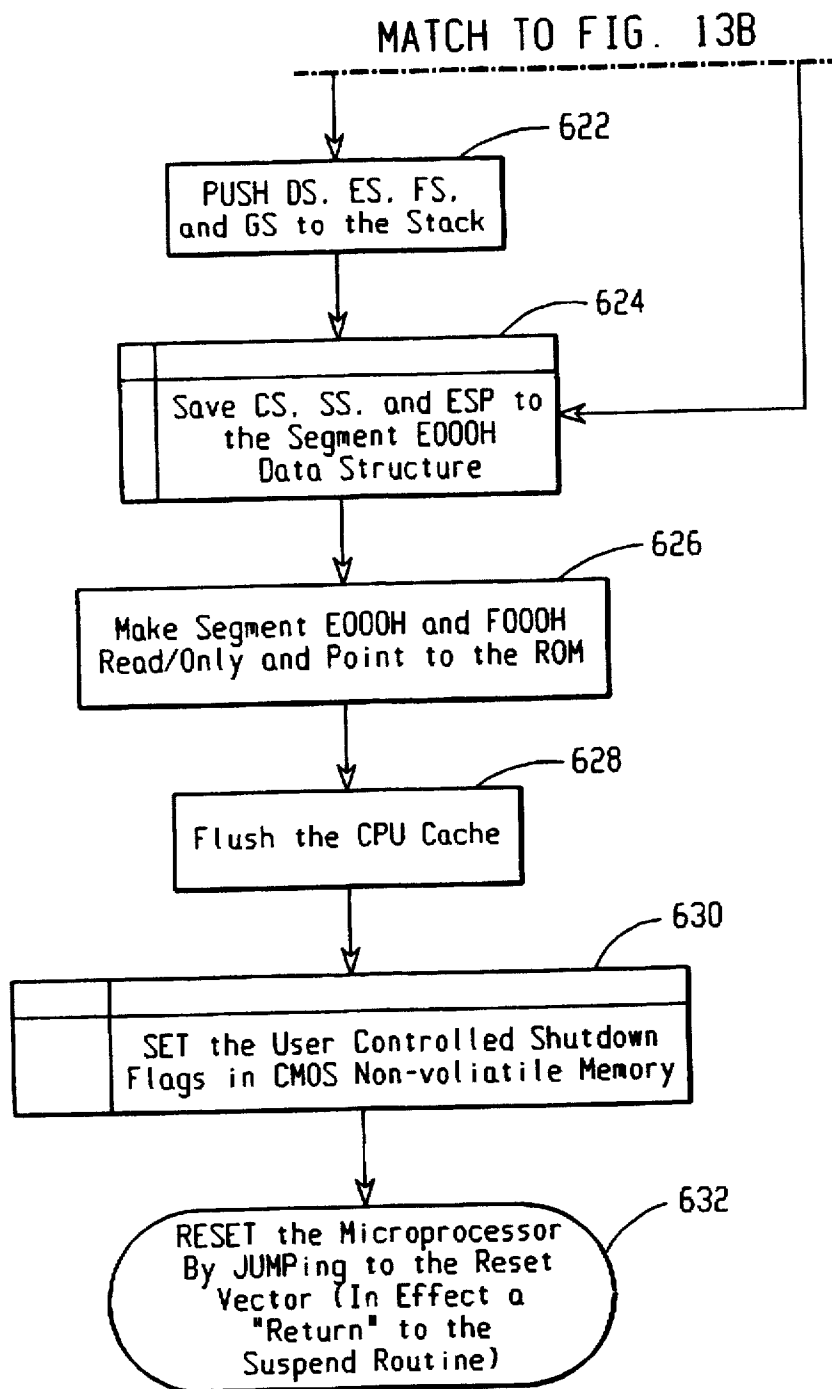 MATCH TO FIG. 13B
622
PUSH DS, ES, FS,
and GS to the Stack
624
Save CS, SS, and ESP to
the Segment E000H
Data Structure
626
Make Segment E000H and F000H
Read/Only and Point to the ROM
628
Flush the CPU Cache
630
SET the User Controlled Shutdown
Flags in CMOS Non-voliatile Memory
632
RESET the Microprocessor
By JUMPing to the Reset
Vector (In Effect a
"Return" to the
Suspend Routine)